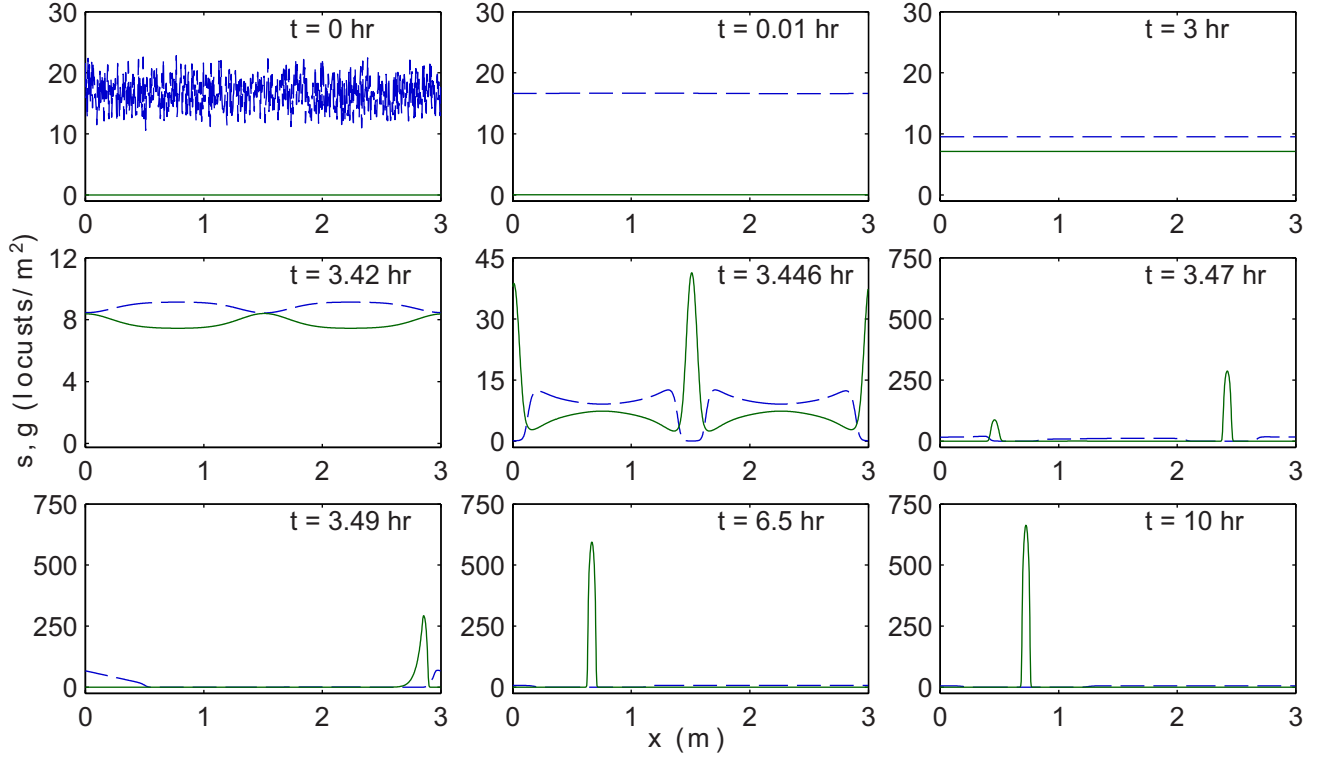 t = 0 hr
30
20
10
0
0 1 2 3
t = 0.01 hr
30
20
10
0
0 1 2 3
t = 3 hr
30
20
10
0
0 1 2 3
t = 3.42 hr
12
8
4
0
0 1 2 3
t = 3.446 hr
45
30
15
0
0 1 2 3
t = 3.47 hr
750
500
250
0
0 1 2 3
t = 3.49 hr
750
500
250
0
0 1 2 3
t = 6.5 hr
750
500
250
0
0 1 2 3
t = 10 hr
750
500
250
0
0 1 2 3
s, g (locusts/ m²)
x (m)